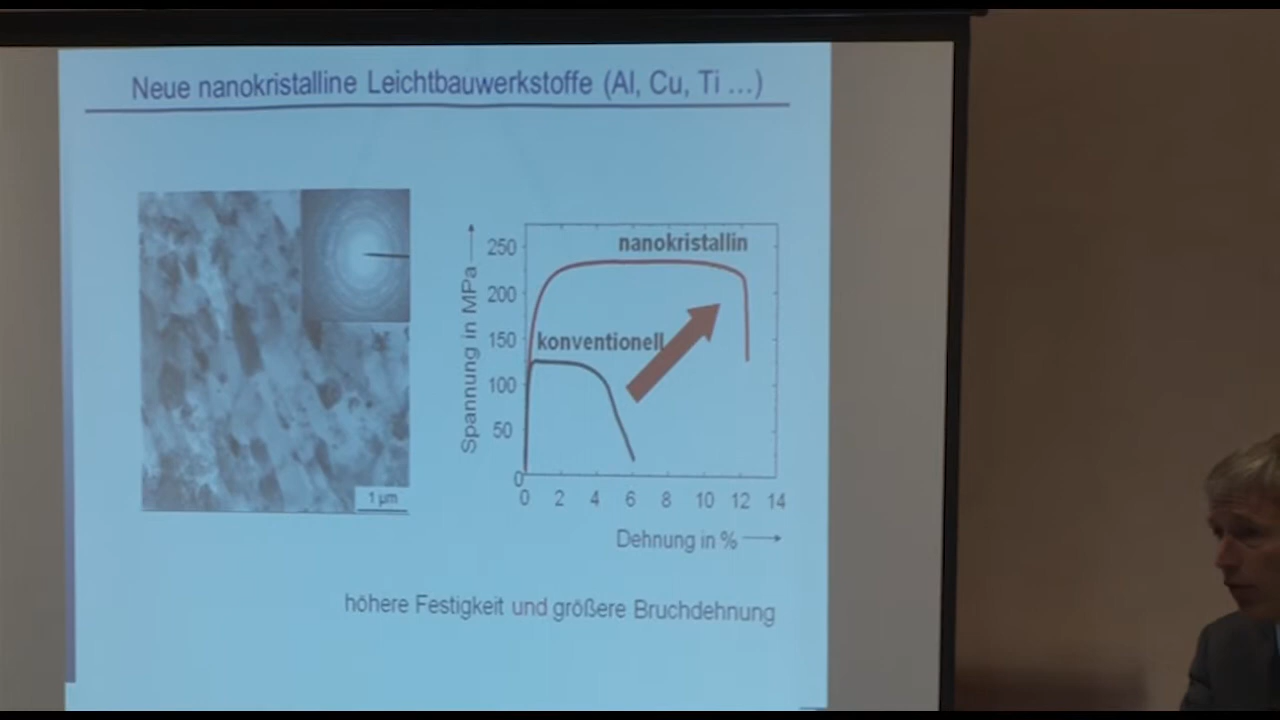 Neue nanokristalline Leichtbauwerkstoffe (Al, Cu, Ti ...)
1 µm
Spannung in MPa
250
200
150
100
50
0
nanokristallin
konventionell
0 2 4 6 8 10 12 14
Dehnung in %
höhere Festigkeit und größere Bruchdehnung